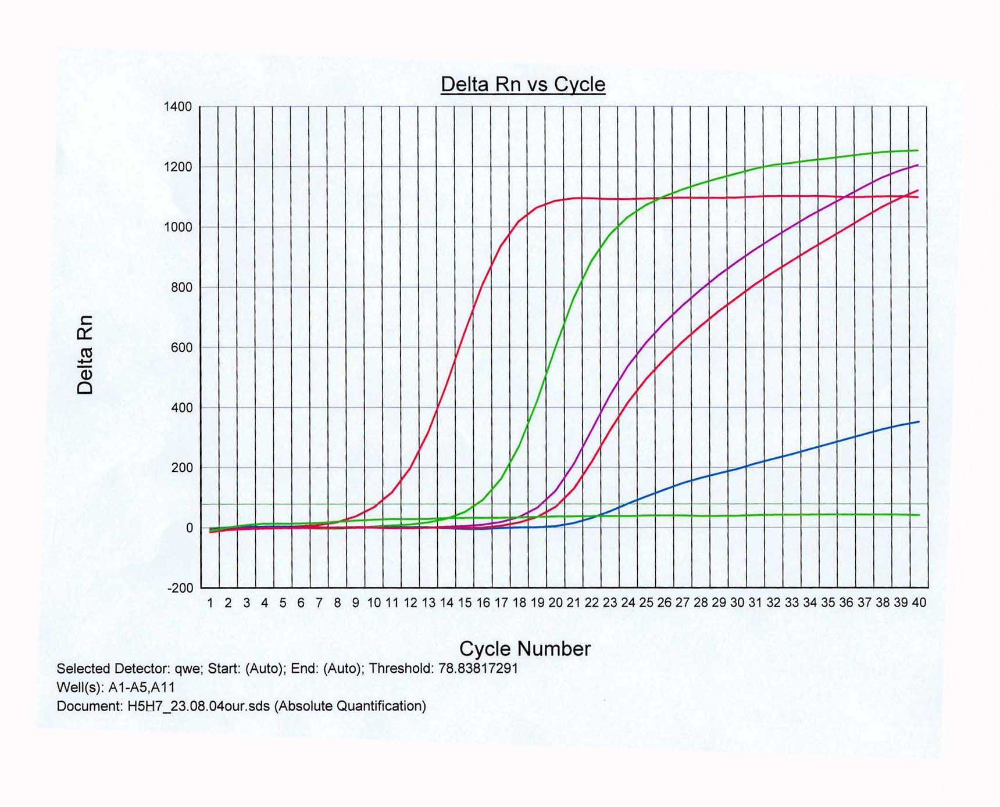 Delta Rn vs Cycle
1400
1200
1000
800
600
400
200
0
-200
Delta Rn
1 2 3 4 5 6 7 8 9 10 11 12 13 14 15 16 17 18 19 20 21 22 23 24 25 26 27 28 29 30 31 32 33 34 35 36 37 38 39 40
Cycle Number
Selected Detector: qwe; Start: (Auto); End: (Auto); Threshold: 78.83817291
Well(s): A1-A5,A11
Document: H5H7_23.08.04our.sds (Absolute Quantification)